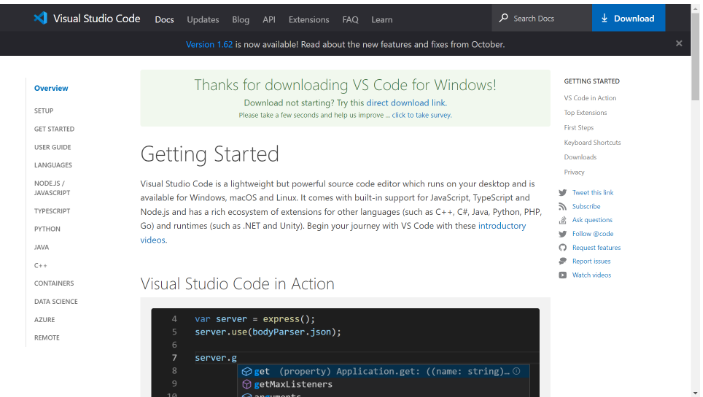 Visual Studio Code Docs Updates Blog API Extensions FAQ Learn Search Docs Download
Version 1.62 is now available! Read about the new features and fixes from October.
Overview
SETUP
GET STARTED
USER GUIDE
LANGUAGES
NODE.JS /
JAVASCRIPT
TYPESCRIPT
PYTHON
JAVA
C++
CONTAINERS
DATA SCIENCE
AZURE
REMOTE
Thanks for downloading VS Code for Windows!
Download not starting? Try this direct download link.
Please take a few seconds and help us improve ... click to take survey.
Getting Started
Visual Studio Code is a lightweight but powerful source code editor which runs on your desktop and is
available for Windows, macOS and Linux. It comes with built-in support for JavaScript, TypeScript and
Node.js and has a rich ecosystem of extensions for other languages (such as C++, C#, Java, Python, PHP,
Go) and runtimes (such as .NET and Unity). Begin your journey with VS Code with these introductory
videos.
Visual Studio Code in Action
4 var server = express();
5 server.use(bodyParser.json);
6
7 server.g
8 get (property) Application.get: ((name: string)...
9 getMaxListeners
10 arguments
GETTING STARTED
VS Code in Action
Top Extensions
First Steps
Keyboard Shortcuts
Downloads
Privacy
Tweet this link
Subscribe
Ask questions
Follow @code
Request features
Report issues
Watch videos